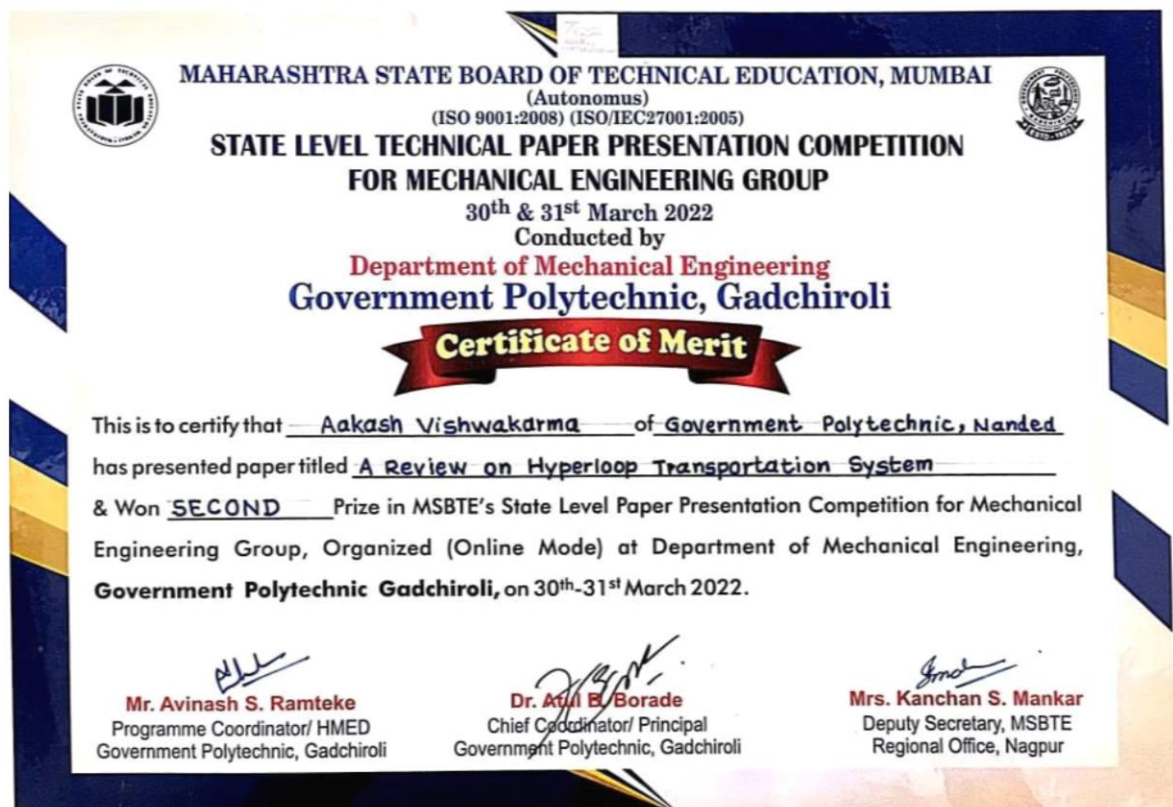 MAHARASHTRA STATE BOARD OF TECHNICAL EDUCATION, MUMBAI
(Autonomus)
(ISO 9001:2008) (ISO/IEC27001:2005)
STATE LEVEL TECHNICAL PAPER PRESENTATION COMPETITION
FOR MECHANICAL ENGINEERING GROUP
30th & 31st March 2022
Conducted by
Department of Mechanical Engineering
Government Polytechnic, Gadchiroli
Certificate of Merit
This is to certify that Aakash Vishwakarma of Government Polytechnic, Nanded
has presented paper titled A Review on Hyperloop Transportation System
& Won SECOND Prize in MSBTE's State Level Paper Presentation Competition for Mechanical
Engineering Group, Organized (Online Mode) at Department of Mechanical Engineering,
Government Polytechnic Gadchiroli, on 30th-31st March 2022.
Mr. Avinash S. Ramteke
Programme Coordinator/ HMED
Government Polytechnic, Gadchiroli
Dr. Atul B. Borade
Chief Coordinator/ Principal
Government Polytechnic, Gadchiroli
Mrs. Kanchan S. Mankar
Deputy Secretary, MSBTE
Regional Office, Nagpur